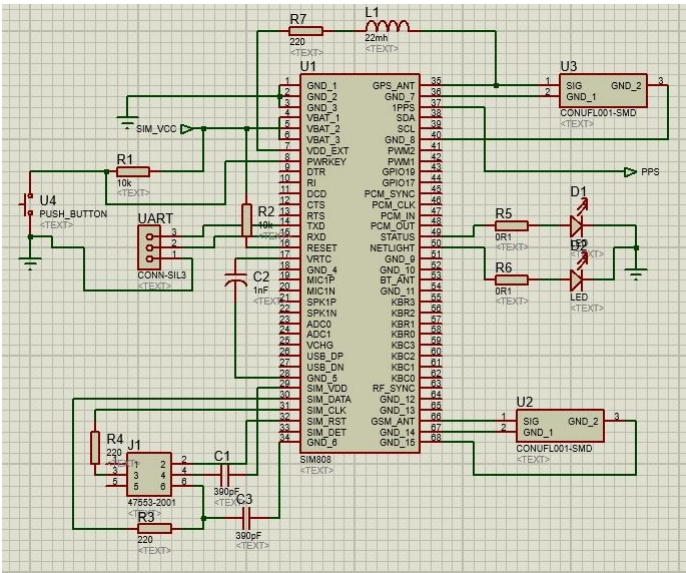 R7
220
<TEXT>
L1
22mh
<TEXT>
U1
1 GND_1
2 GND_2
3 GND_3
4 VBAT_1
5 VBAT_2
6 VBAT_3
7 VDD_EXT
8 PWRKEY
9 DTR
10 RI
11 DCD
12 CTS
13 RTS
14 TXD
15 RXD
16 RESET
17 VRTC
18 GND_4
19 MIC1P
20 MIC1N
21 SPK1P
22 SPK1N
23 ADC0
24 ADC1
25 VCHG
26 USB_DP
27 USB_DN
28 GND_5
29 SIM_VDD
30 SIM_DATA
31 SIM_CLK
32 SIM_RST
33 SIM_DET
34 GND_6
GPS_ANT 35
GND_7 36
1PPS 37
SDA 38
SCL 39
GND_8 40
PWM2 41
PWM1 42
GPIO19 43
GPIO17 44
PCM_SYNC 45
PCM_CLK 46
PCM_IN 47
PCM_OUT 48
STATUS 49
NETLIGHT 50
GND_9 51
GND_10 52
BT_ANT 53
GND_11 54
KBR3 55
KBR2 56
KBR1 57
KBR0 58
KBC3 59
KBC2 60
KBC1 61
KBC0 62
RF_SYNC 63
GND_12 64
GND_13 65
GSM_ANT 66
GND_14 67
GND_15 68
SIM808
<TEXT>
U3
1 SIG GND_2 3
2 GND_1
CONUFL001-SMD
<TEXT>
SIM_VCC
R1
10k
<TEXT>
U4
PUSH_BUTTON
<TEXT>
UART
3
2
1
CONN-SIL3
<TEXT>
R2
10k
<TEXT>
C2
1nF
<TEXT>
PPS
D1
R5
0R1
<TEXT>
D2
R6
0R1
<TEXT>
LED
<TEXT>
U2
1 SIG GND_2 3
2 GND_1
CONUFL001-SMD
<TEXT>
R4
220
<TEXT>
J1
1 2
3 4
5 6
47553-2001
<TEXT>
C1
390pF
<TEXT>
C3
390pF
<TEXT>
R3
220
<TEXT>